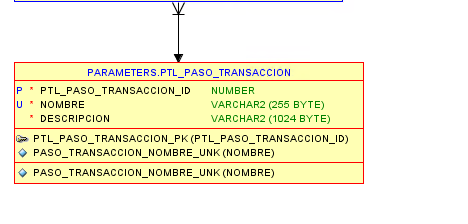 PARAMETERS.PTL_PASO_TRANSACCION
P * PTL_PASO_TRANSACCION_ID NUMBER
U * NOMBRE VARCHAR2 (255 BYTE)
* DESCRIPCION VARCHAR2 (1024 BYTE)
PTL_PASO_TRANSACCION_PK (PTL_PASO_TRANSACCION_ID)
PASO_TRANSACCION_NOMBRE_UNK (NOMBRE)
PASO_TRANSACCION_NOMBRE_UNK (NOMBRE)